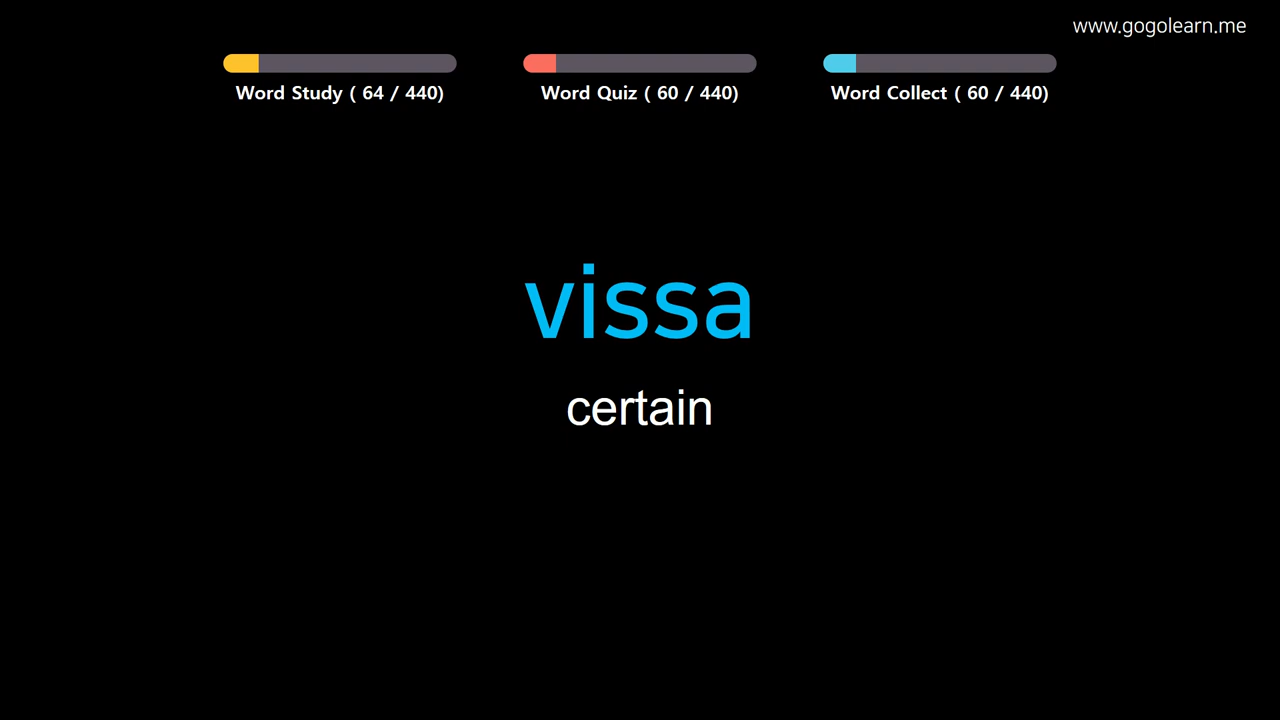 www.gogolearn.me
Word Study ( 64 / 440)
Word Quiz ( 60 / 440)
Word Collect ( 60 / 440)
vissa
certain